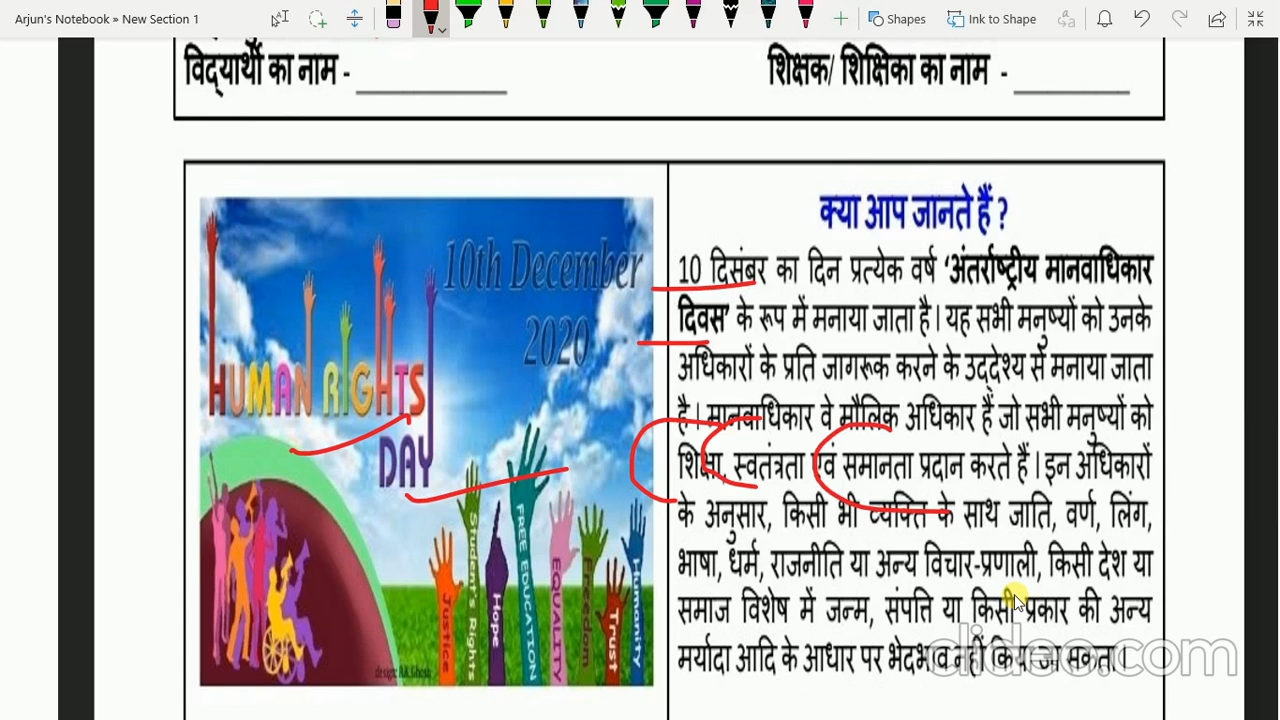 Arjun's Notebook » New Section 1
Shapes
Ink to Shape
विद्यार्थी का नाम - __________
शिक्षक/ शिक्षिका का नाम - ________
10th December
2020
HUMAN RIGHTS
DAY
Justice
Student's Rights
Hope
FREE EDUCATION
EQUALITY
Freedom
Trust
Humanity
क्या आप जानते हैं ?
10 दिसंबर का दिन प्रत्येक वर्ष ‘अंतर्राष्ट्रीय मानवाधिकार
दिवस’ के रूप में मनाया जाता है। यह सभी मनुष्यों को उनके
अधिकारों के प्रति जागरूक करने के उद्देश्य से मनाया जाता
है। मानवाधिकार वे मौलिक अधिकार हैं जो सभी मनुष्यों को
शिक्षा, स्वतंत्रता एवं समानता प्रदान करते हैं। इन अधिकारों
के अनुसार, किसी भी व्यक्ति के साथ जाति, वर्ण, लिंग,
भाषा, धर्म, राजनीति या अन्य विचार-प्रणाली, किसी देश या
समाज विशेष में जन्म, संपत्ति या किसी प्रकार की अन्य
मर्यादा आदि के आधार पर भेदभाव नहीं किया जा सकता।
clideo.com